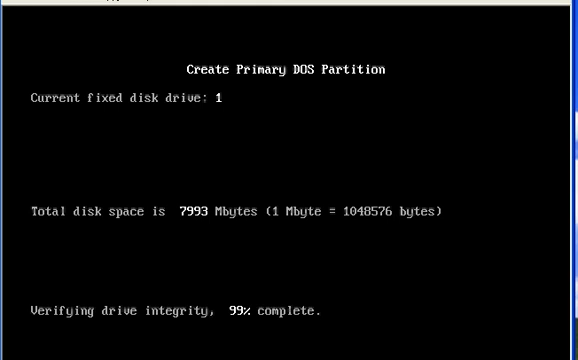 Create Primary DOS Partition
Current fixed disk drive: 1
Total disk space is 7993 Mbytes (1 Mbyte = 1048576 bytes)
Verifying drive integrity, 99% complete.